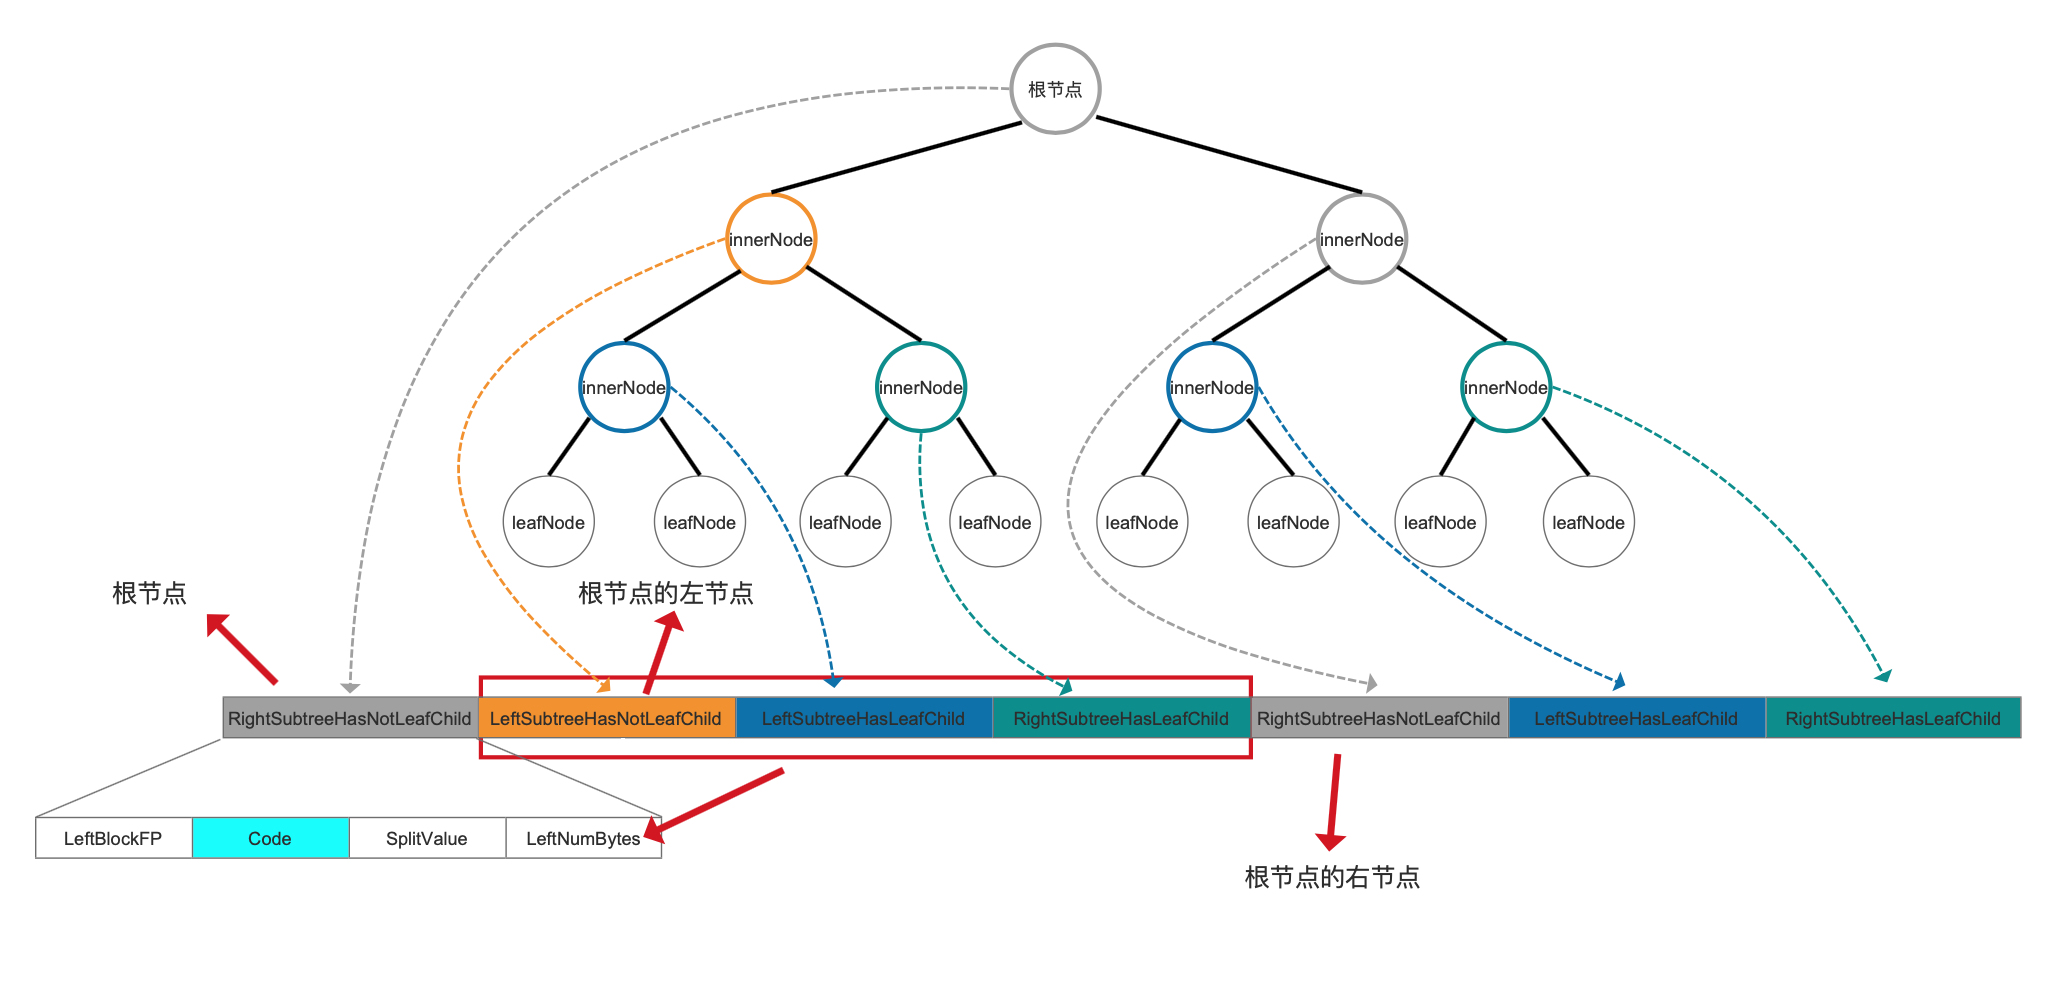 根节点
innerNode
innerNode
innerNode
innerNode
innerNode
innerNode
leafNode
leafNode
leafNode
leafNode
leafNode
leafNode
leafNode
leafNode
根节点
根节点的左节点
RightSubtreeHasNotLeafChild
LeftSubtreeHasNotLeafChild
LeftSubtreeHasLeafChild
RightSubtreeHasLeafChild
RightSubtreeHasNotLeafChild
LeftSubtreeHasLeafChild
RightSubtreeHasLeafChild
LeftBlockFP
Code
SplitValue
LeftNumBytes
根节点的右节点